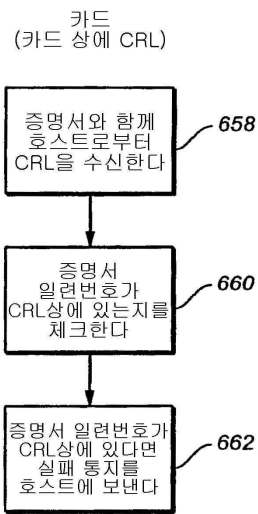 카드
(카드 상에 CRL)
증명서와 함께
호스트로부터
CRL을 수신한다
658
증명서
일련번호가
CRL상에 있는지를
체크한다
660
증명서 일련번호가
CRL상에 있다면
실패 통지를
호스트에 보낸다
662